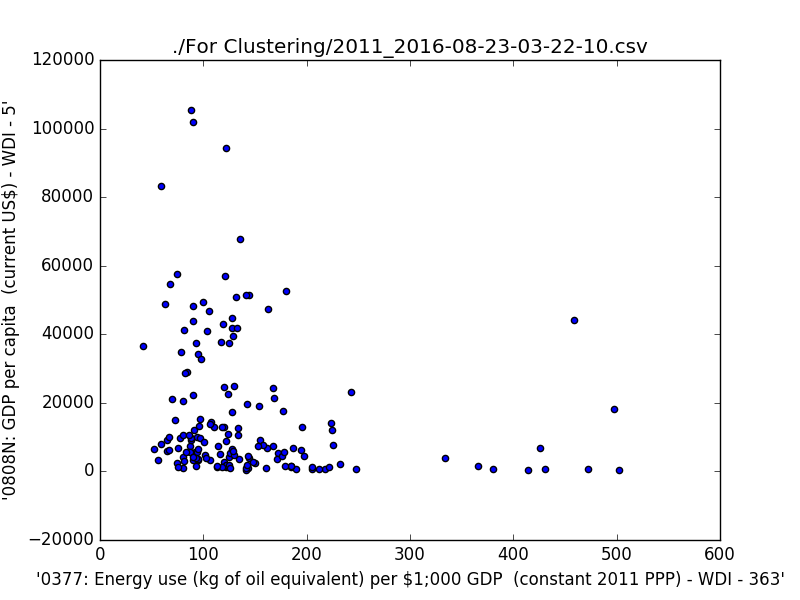 ./For Clustering/2011_2016-08-23-03-22-10.csv
120000
100000
80000
60000
40000
20000
0
−20000
0 100 200 300 400 500 600
'0808N: GDP per capita  (current US$) - WDI - 5'
'0377: Energy use (kg of oil equivalent) per $1;000 GDP  (constant 2011 PPP) - WDI - 363'